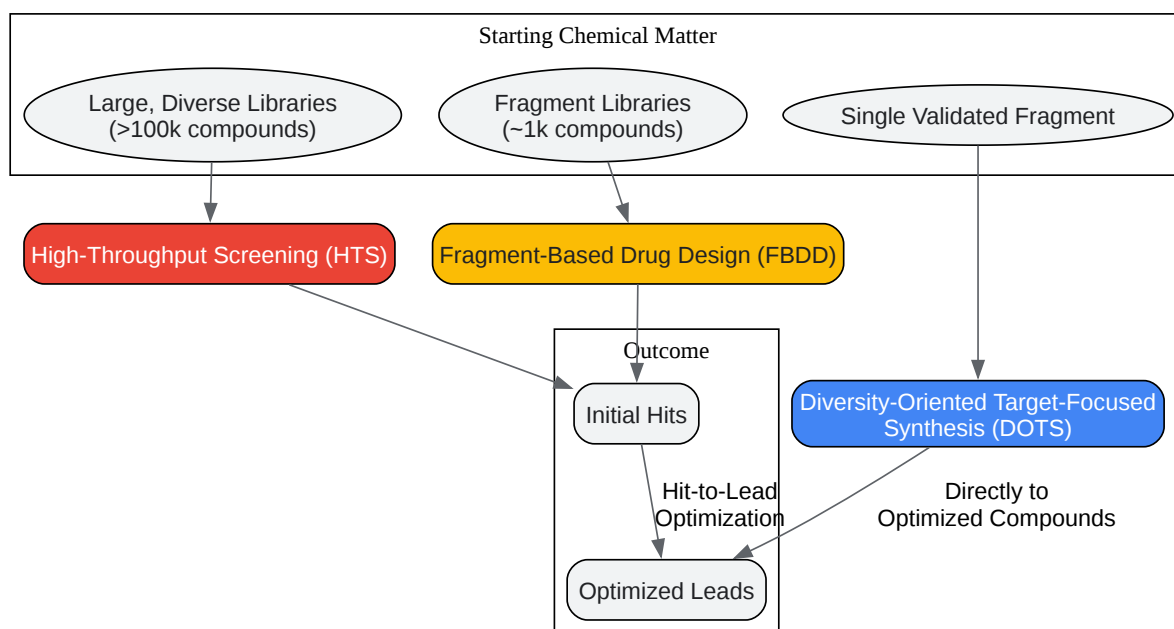 Starting Chemical Matter
Large, Diverse Libraries
(>100k compounds)
Fragment Libraries
(~1k compounds)
Single Validated Fragment
High-Throughput Screening (HTS)
Fragment-Based Drug Design (FBDD)
Outcome
Initial Hits
Diversity-Oriented Target-Focused
Synthesis (DOTS)
Hit-to-Lead
Optimization
Directly to
Optimized Compounds
Optimized Leads